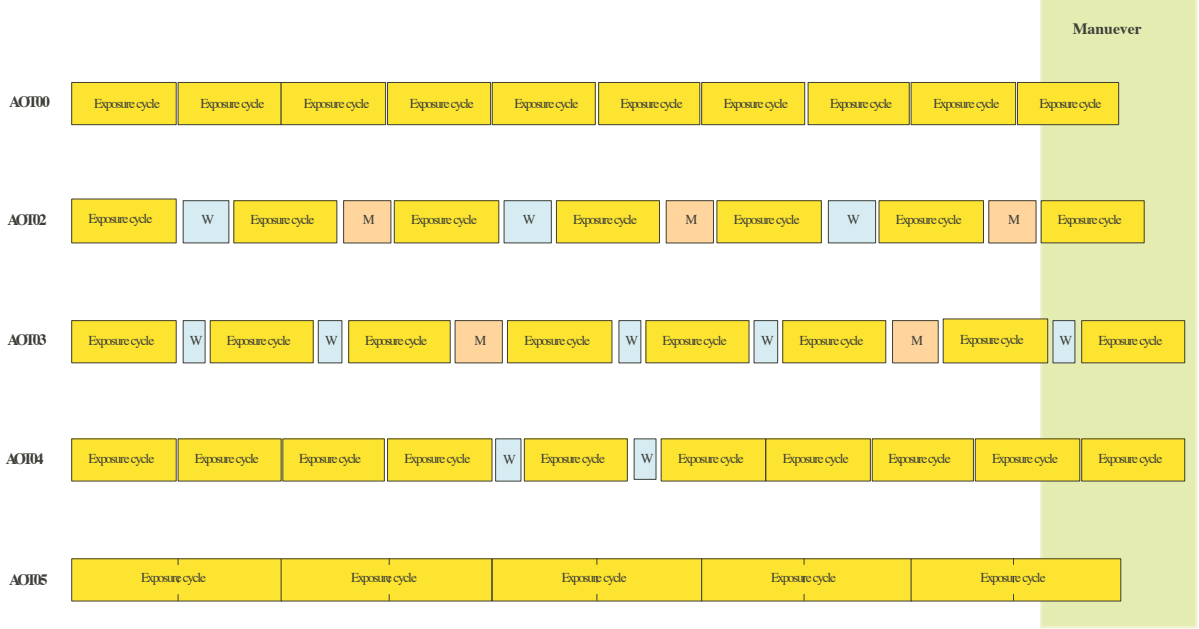 Manuever
AOT00 Exposure cycle Exposure cycle Exposure cycle Exposure cycle Exposure cycle Exposure cycle Exposure cycle Exposure cycle Exposure cycle Exposure cycle
AOT02 Exposure cycle W Exposure cycle M Exposure cycle W Exposure cycle M Exposure cycle W Exposure cycle M Exposure cycle
AOT03 Exposure cycle W Exposure cycle W Exposure cycle M Exposure cycle W Exposure cycle W Exposure cycle M Exposure cycle W Exposure cycle
AOT04 Exposure cycle Exposure cycle Exposure cycle Exposure cycle W Exposure cycle W Exposure cycle Exposure cycle Exposure cycle Exposure cycle Exposure cycle
AOT05 Exposure cycle Exposure cycle Exposure cycle Exposure cycle Exposure cycle